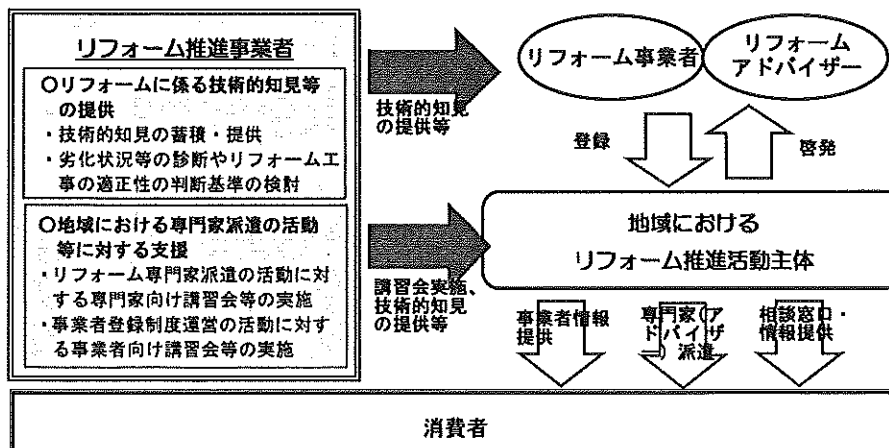 リフォーム推進事業者
〇リフォームに係る技術的知見等
の提供
・技術的知見の蓄積・提供
・劣化状況等の診断やリフォーム工
事の適正性の判断基準の検討
〇地域における専門家派遣の活動
等に対する支援
・リフォーム専門家派遣の活動に対
する専門家向け講習会等の実施
・事業者登録制度運営の活動に対す
る事業者向け講習会等の実施
技術的知見
の提供等
講習会実施、
技術的知見
の提供等
リフォーム事業者
リフォーム
アドバイザー
登録
啓発
地域における
リフォーム推進活動主体
事業者情報
提供
専門家(ア
ドバイザ
ー)派遣
相談窓口・
情報提供
消費者